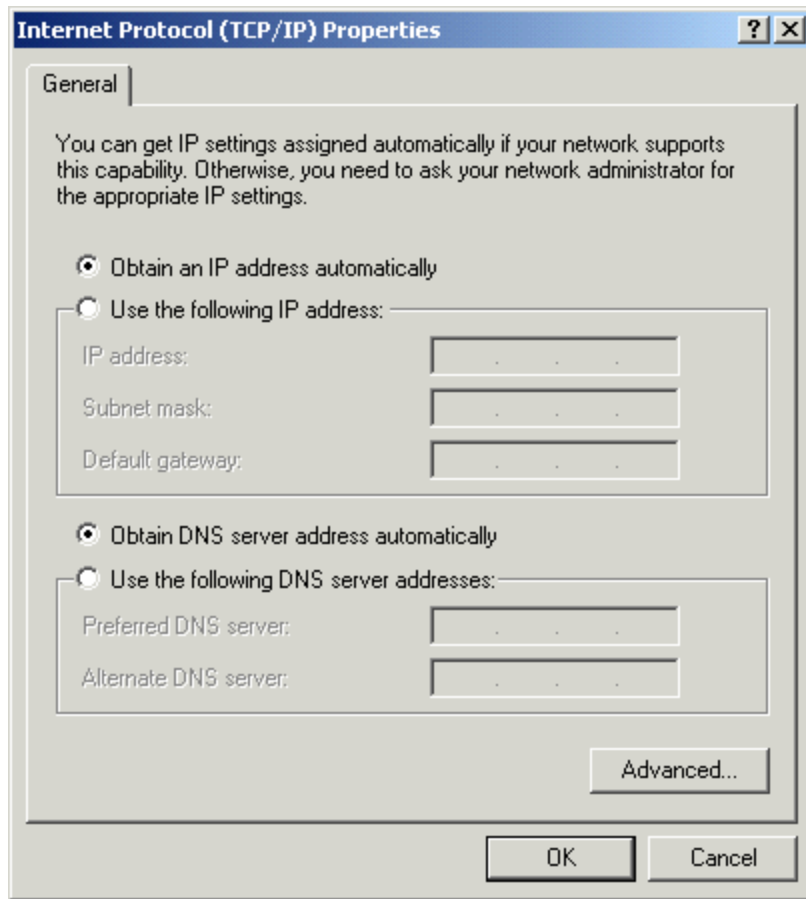 Internet Protocol (TCP/IP) Properties
General
You can get IP settings assigned automatically if your network supports
this capability. Otherwise, you need to ask your network administrator for
the appropriate IP settings.
Obtain an IP address automatically
Use the following IP address:
IP address:
Subnet mask:
Default gateway:
Obtain DNS server address automatically
Use the following DNS server addresses:
Preferred DNS server:
Alternate DNS server:
Advanced...
OK
Cancel